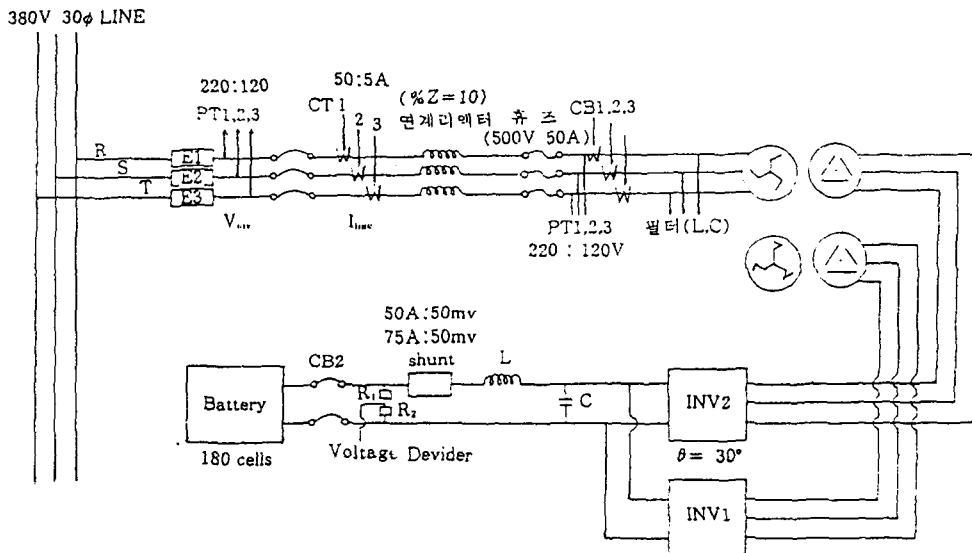 380V 30φ LINE
220:120
PT1,2,3
50:5A
CT1
2
3
(%Z=10)
연계리액터
퓨즈
(500V 50A)
CB1,2,3
R
S
T
E1
E2
E3
I
V
PT1,2,3
220 : 120V
필터(L,C)
50A:50mv
75A:50mv
shunt
L
CB2
R₁
R₂
C
Battery
180 cells
Voltage Devider
INV2
θ = 30°
INV1